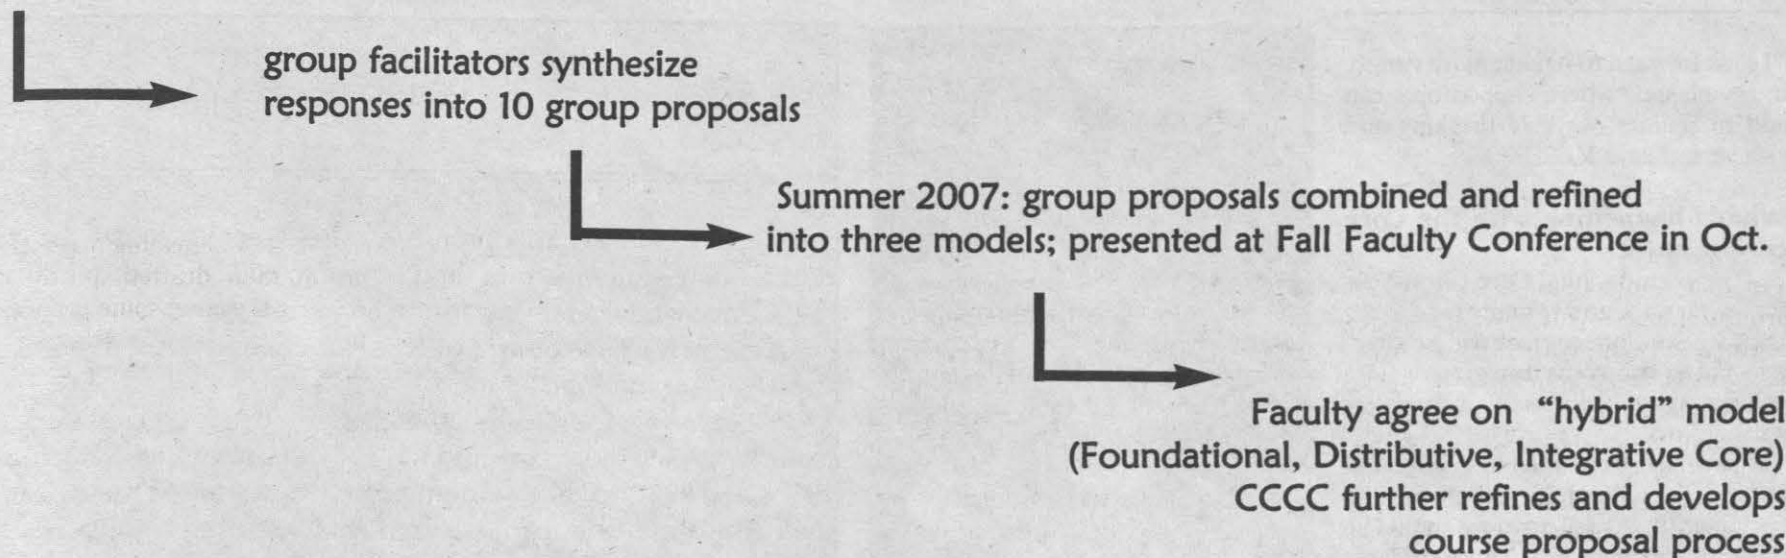 group facilitators synthesize
responses into 10 group proposals
Summer 2007: group proposals combined and refined
into three models; presented at Fall Faculty Conference in Oct.
Faculty agree on “hybrid” model
(Foundational, Distributive, Integrative Core)
CCCC further refines and develops
course proposal process